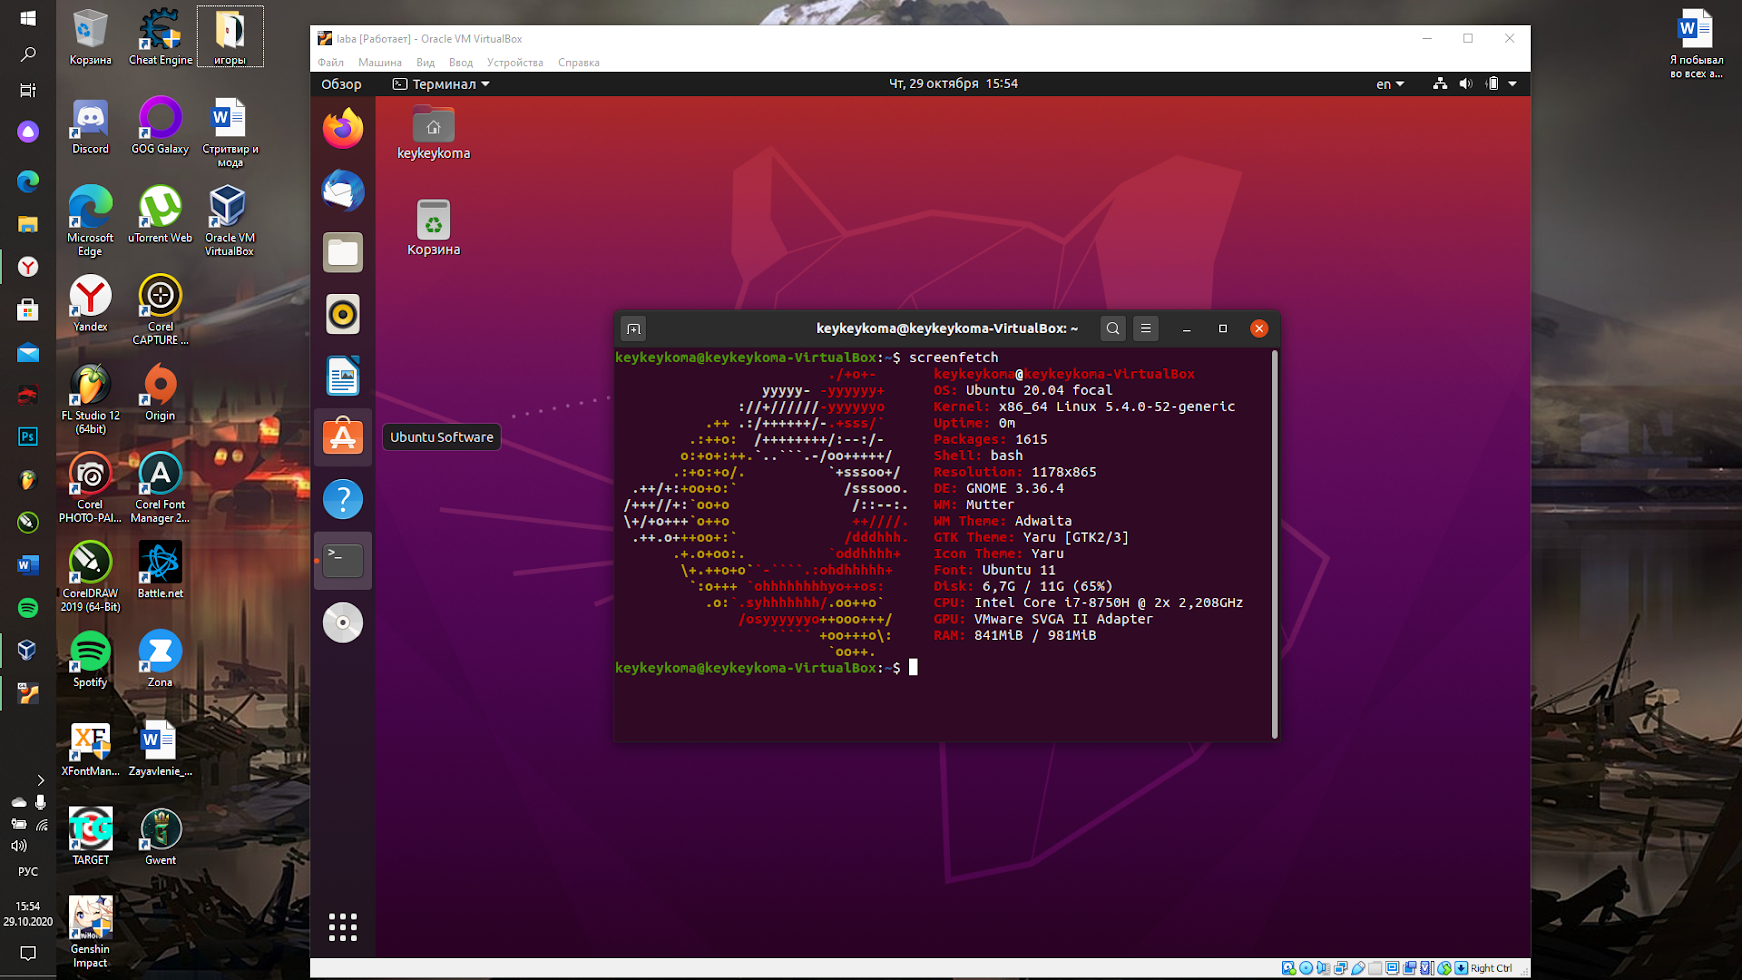 Корзина
Cheat Engine
игоры
Discord
GOG Galaxy
Стритвир и
мода
Microsoft
Edge
uTorrent Web
Oracle VM
VirtualBox
Yandex
Corel
CAPTURE ...
FL Studio 12
(64bit)
Origin
Corel
PHOTO-PAI...
Corel Font
Manager 2...
CorelDRAW
2019 (64-Bit)
Battle.net
Spotify
Zona
XFontMan...
Zayavlenie_...
TARGET
Gwent
Genshin
Impact
РУС
15:54
29.10.2020
Я побывал
во всех а...
laba [Работает] - Oracle VM VirtualBox
Файл Машина Вид Ввод Устройства Справка
Обзор Терминал Чт, 29 октября 15:54 en
keykeykoma
Корзина
Ubuntu Software
keykeykoma@keykeykoma-VirtualBox: ~
keykeykoma@keykeykoma-VirtualBox:~$ screenfetch
keykeykoma@keykeykoma-VirtualBox
OS: Ubuntu 20.04 focal
Kernel: x86_64 Linux 5.4.0-52-generic
Uptime: 0m
Packages: 1615
Shell: bash
Resolution: 1178x865
DE: GNOME 3.36.4
WM: Mutter
WM Theme: Adwaita
GTK Theme: Yaru [GTK2/3]
Icon Theme: Yaru
Font: Ubuntu 11
Disk: 6,7G / 11G (65%)
CPU: Intel Core i7-8750H @ 2x 2,208GHz
GPU: VMware SVGA II Adapter
RAM: 841MiB / 981MiB
keykeykoma@keykeykoma-VirtualBox:~$
Right Ctrl